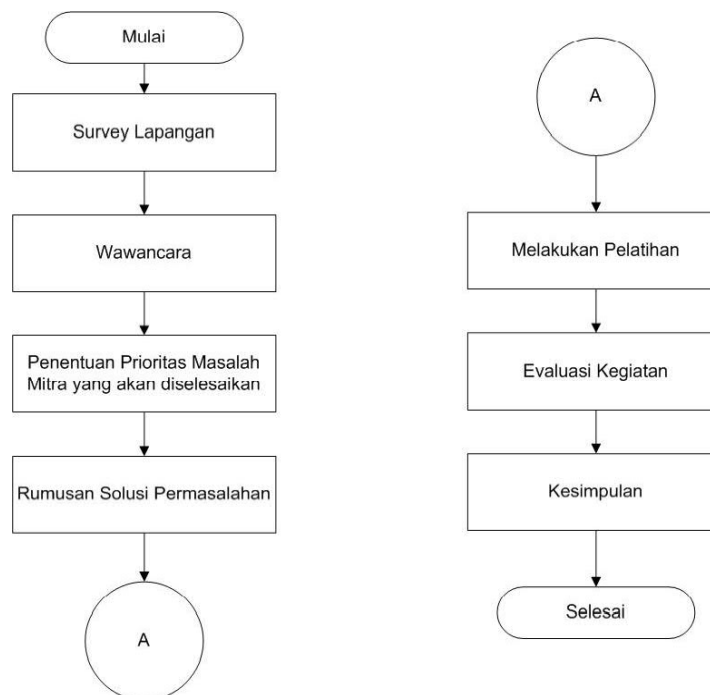 Mulai
Survey Lapangan
Wawancara
Penentuan Prioritas Masalah
Mitra yang akan diselesaikan
Rumusan Solusi Permasalahan
A
A
Melakukan Pelatihan
Evaluasi Kegiatan
Kesimpulan
Selesai